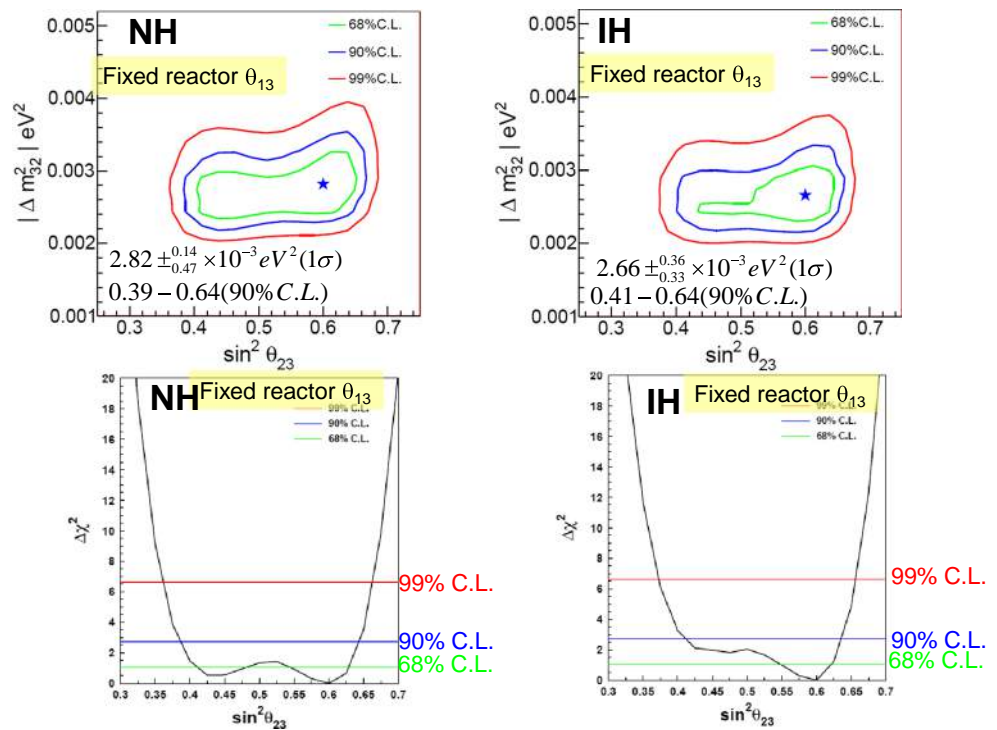 NH
Fixed reactor θ13
68%C.L.
90%C.L.
99%C.L.
| Δ m²32 | eV²
0.005
0.004
0.003
0.002
0.001
2.82 ±0.14 0.47 ×10⁻³ eV² (1σ)
0.39 – 0.64(90% C.L.)
0.3 0.4 0.5 0.6 0.7
sin² θ23
IH
Fixed reactor θ13
68%C.L.
90%C.L.
99%C.L.
| Δ m²32 | eV²
0.005
0.004
0.003
0.002
0.001
2.66 ±0.36 0.33 ×10⁻³ eV² (1σ)
0.41 – 0.64(90% C.L.)
0.3 0.4 0.5 0.6 0.7
sin² θ23
NH
Fixed reactor θ13
99% C.L.
90% C.L.
68% C.L.
Δχ²
20
18
16
14
12
10
8
6
4
2
0
99% C.L.
90% C.L.
68% C.L.
0.3 0.35 0.4 0.45 0.5 0.55 0.6 0.65 0.7
sin²θ23
IH
Fixed reactor θ13
99% C.L.
90% C.L.
68% C.L.
Δχ²
20
18
16
14
12
10
8
6
4
2
0
99% C.L.
90% C.L.
68% C.L.
0.3 0.35 0.4 0.45 0.5 0.55 0.6 0.65 0.7
sin²θ23